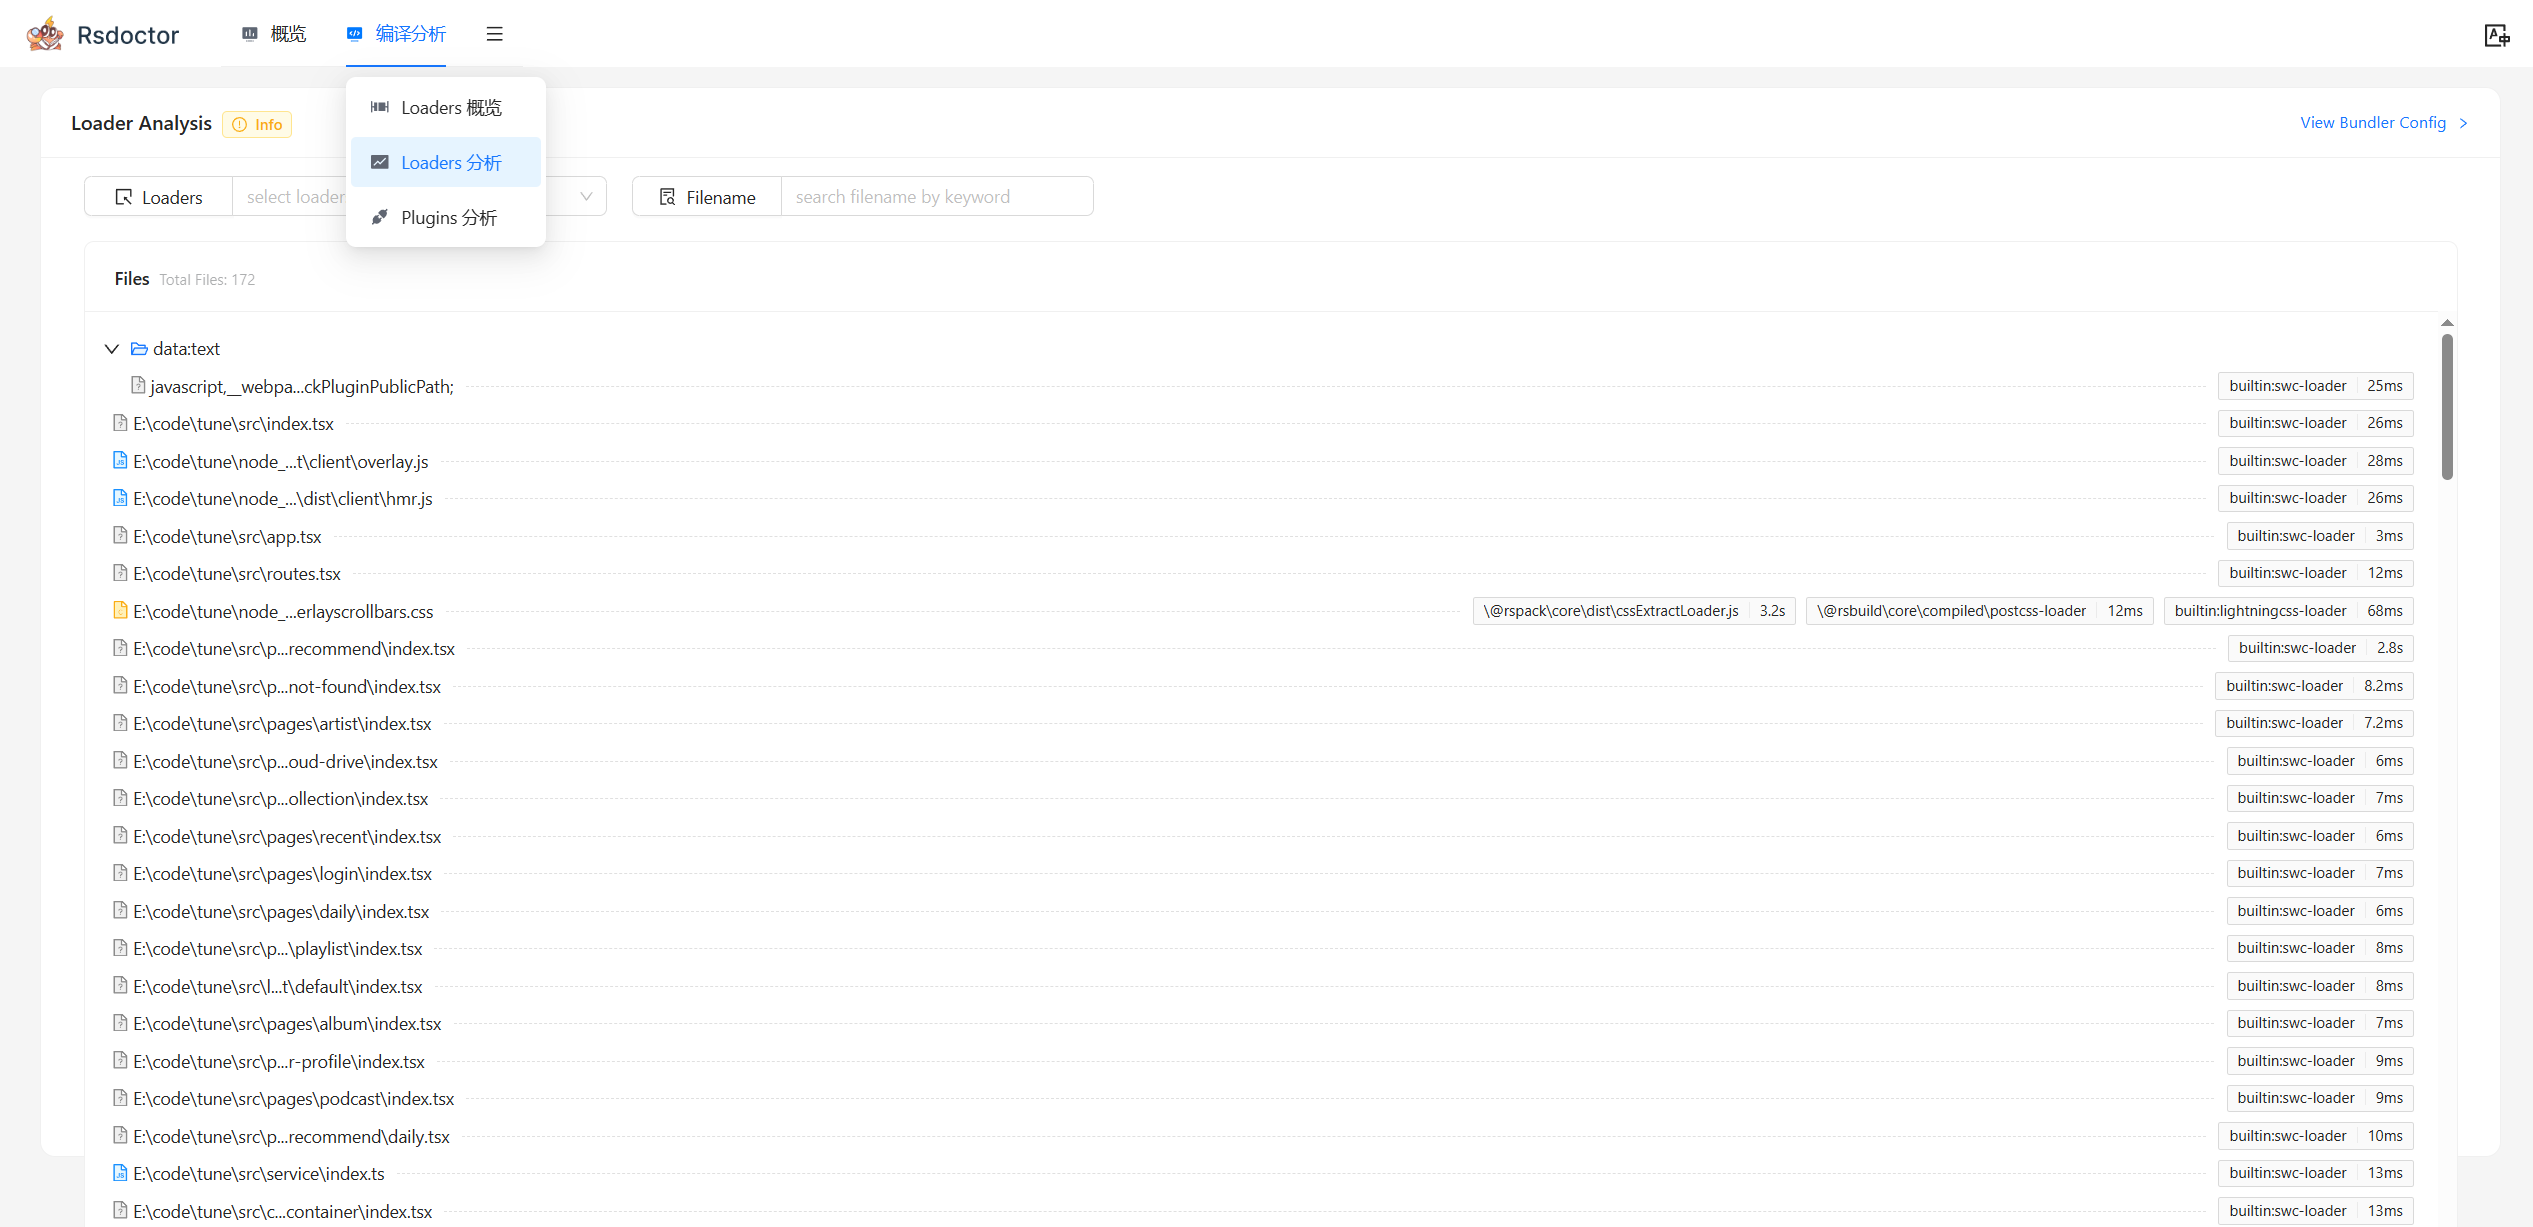 Rsdoctor 概览 编译分析
Loaders 概览
Loader Analysis Info View Bundler Config
Loaders 分析
Loaders select loader Filename search filename by keyword
Plugins 分析
Files Total Files: 172
data:text
javascript,__webpa...ckPluginPublicPath; builtin:swc-loader 25ms
E:\code\tune\src\index.tsx builtin:swc-loader 26ms
E:\code\tune\node_...t\client\overlay.js builtin:swc-loader 28ms
E:\code\tune\node_...\dist\client\hmr.js builtin:swc-loader 26ms
E:\code\tune\src\app.tsx builtin:swc-loader 3ms
E:\code\tune\src\routes.tsx builtin:swc-loader 12ms
E:\code\tune\node_...erlayscrollbars.css \@rspack\core\dist\cssExtractLoader.js 3.2s \@rsbuild\core\compiled\postcss-loader 12ms builtin:lightningcss-loader 68ms
E:\code\tune\src\p...recommend\index.tsx builtin:swc-loader 2.8s
E:\code\tune\src\p...not-found\index.tsx builtin:swc-loader 8.2ms
E:\code\tune\src\pages\artist\index.tsx builtin:swc-loader 7.2ms
E:\code\tune\src\p...oud-drive\index.tsx builtin:swc-loader 6ms
E:\code\tune\src\p...ollection\index.tsx builtin:swc-loader 7ms
E:\code\tune\src\pages\recent\index.tsx builtin:swc-loader 6ms
E:\code\tune\src\pages\login\index.tsx builtin:swc-loader 7ms
E:\code\tune\src\pages\daily\index.tsx builtin:swc-loader 6ms
E:\code\tune\src\p...\playlist\index.tsx builtin:swc-loader 8ms
E:\code\tune\src\l...t\default\index.tsx builtin:swc-loader 8ms
E:\code\tune\src\pages\album\index.tsx builtin:swc-loader 7ms
E:\code\tune\src\p...r-profile\index.tsx builtin:swc-loader 9ms
E:\code\tune\src\pages\podcast\index.tsx builtin:swc-loader 9ms
E:\code\tune\src\p...recommend\daily.tsx builtin:swc-loader 10ms
E:\code\tune\src\service\index.ts builtin:swc-loader 13ms
E:\code\tune\src\c...container\index.tsx builtin:swc-loader 13ms